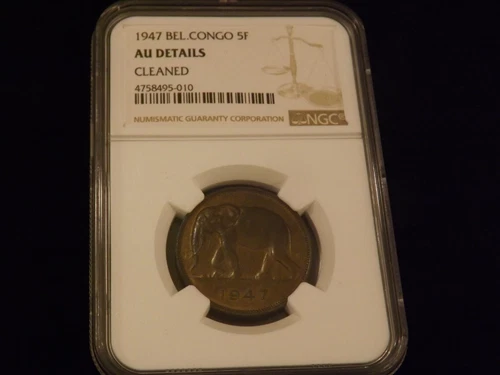 1947 BEL.CONGO 5F
AU DETAILS
CLEANED
4758495-010
NUMISMATIC GUARANTY CORPORATION
NGC
1947